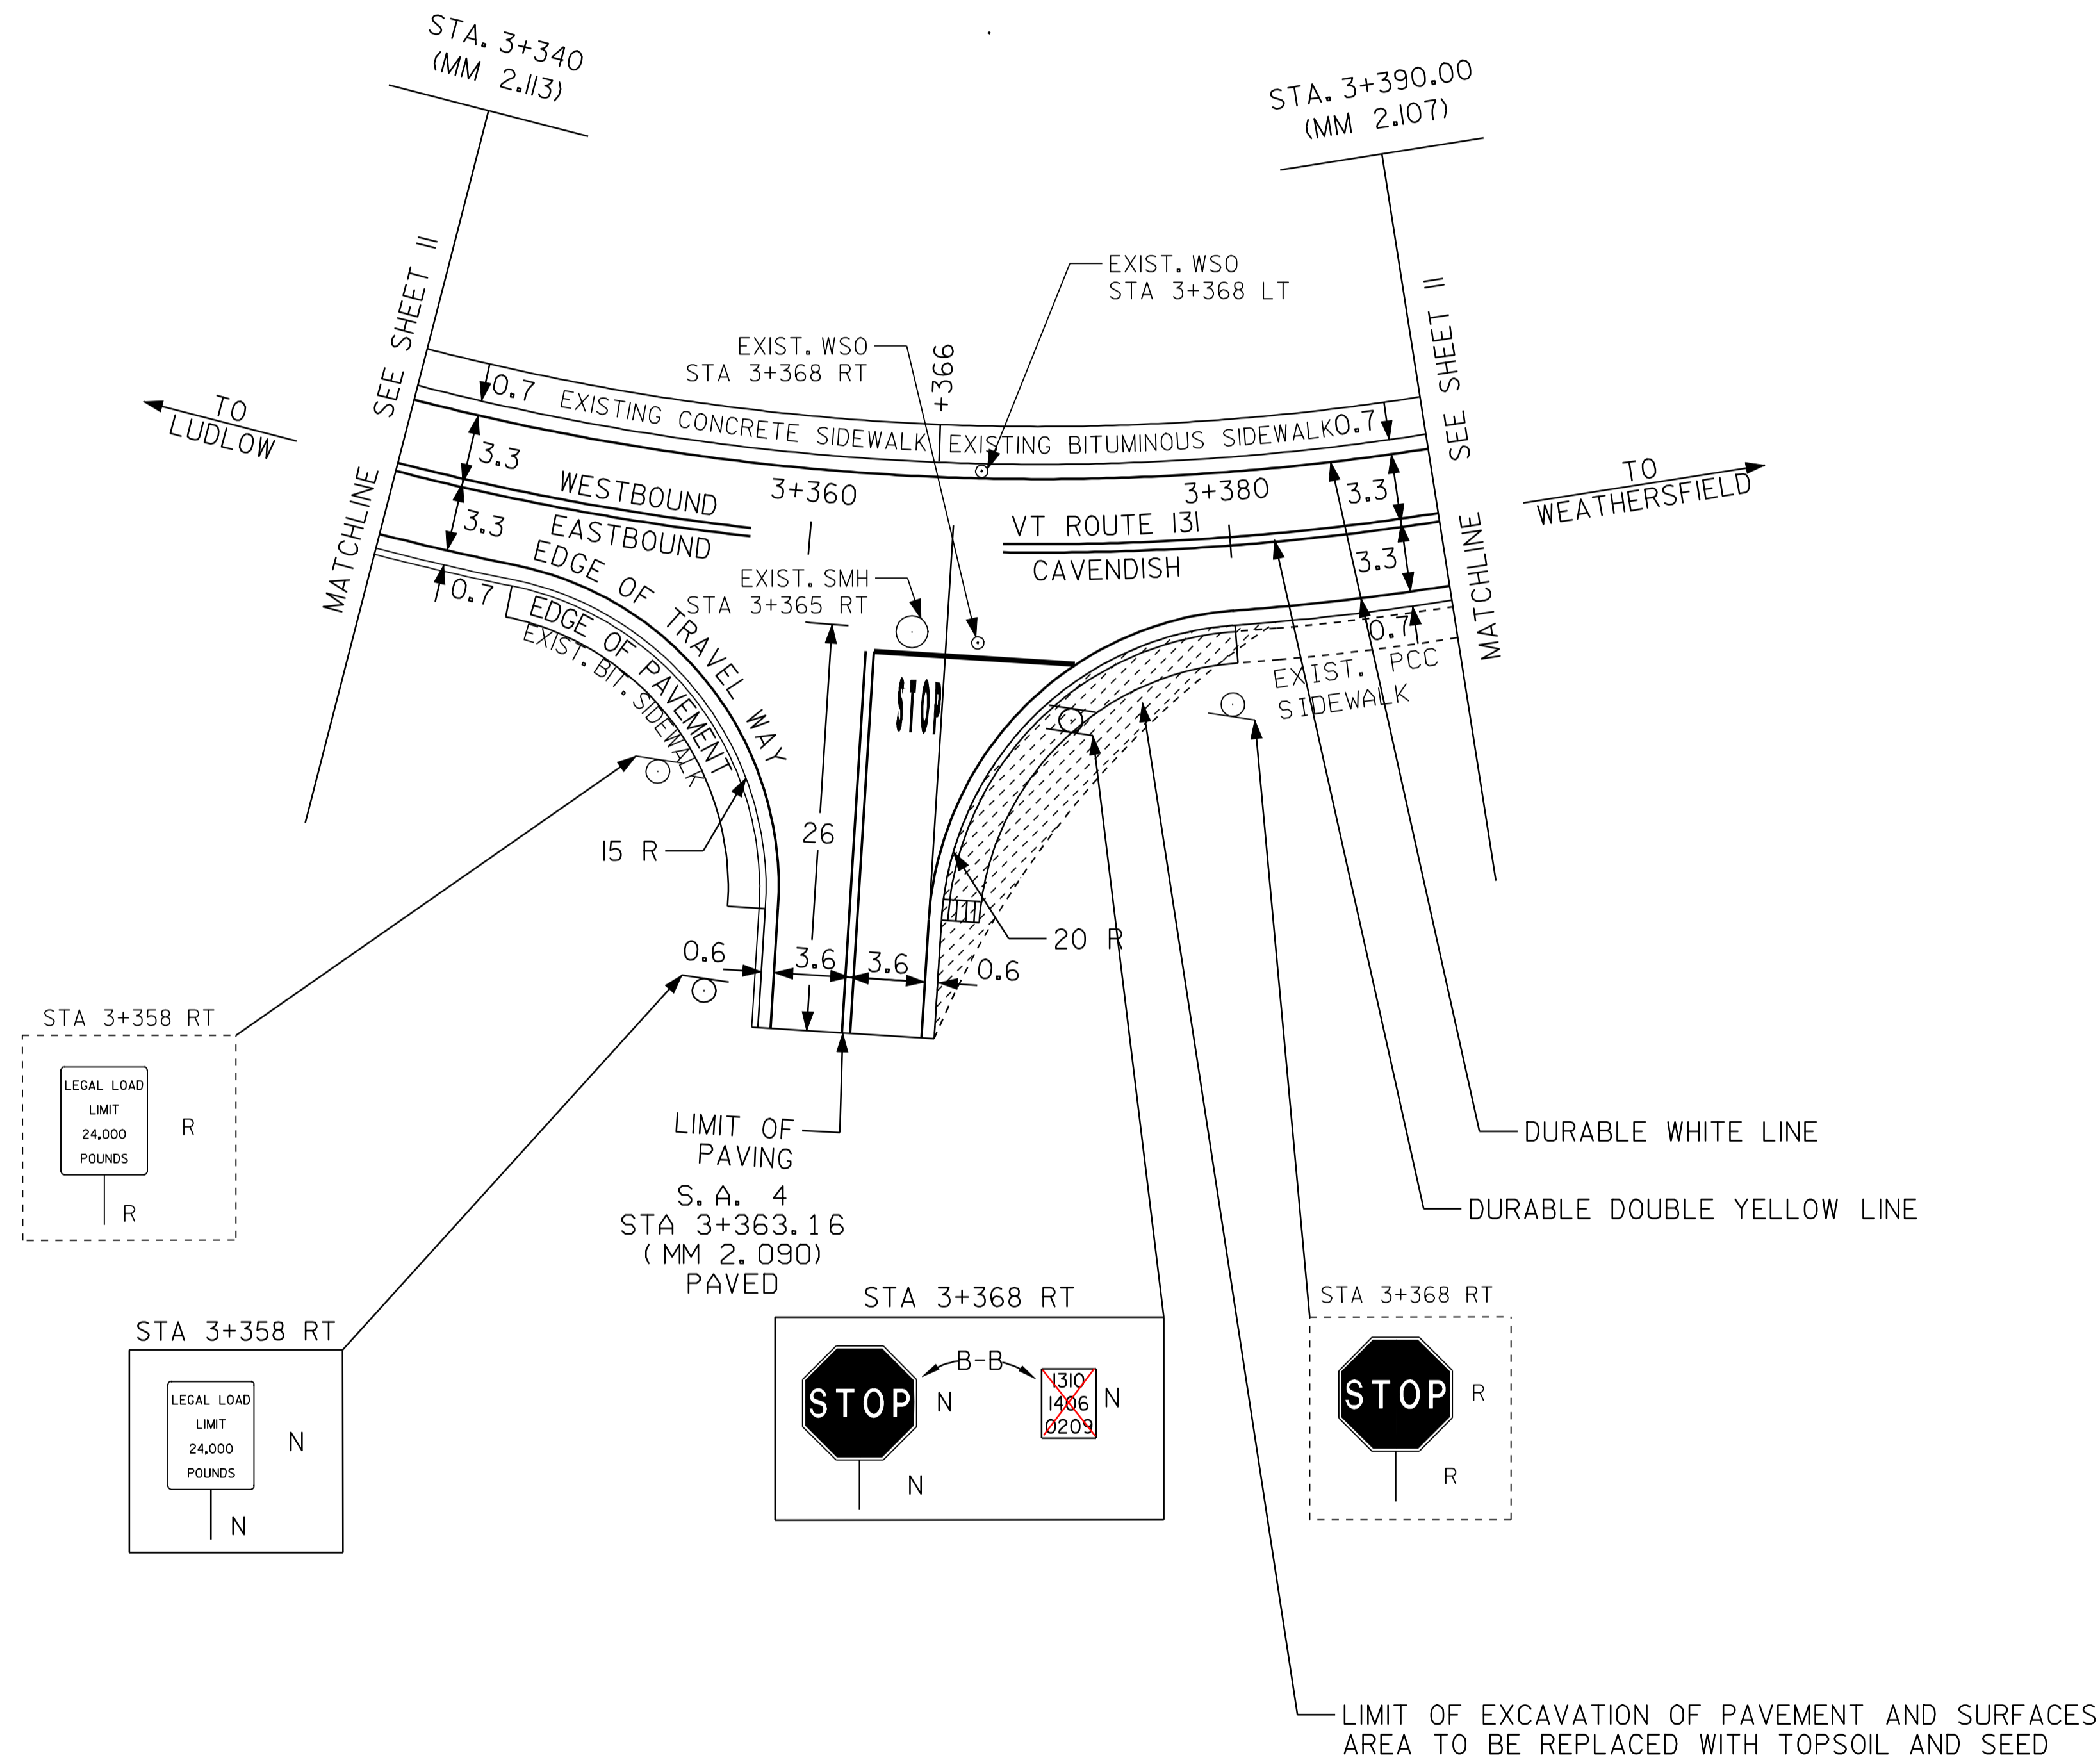 STA. 3+340
(MM 2.113)
STA. 3+390.00
(MM 2.107)
MATCHLINE SEE SHEET 11
MATCHLINE SEE SHEET 11
EXIST. WSO
STA 3+368 LT
EXIST. WSO
STA 3+368 RT
+366
TO
LUDLOW
TO
WEATHERSFIELD
0.7 EXISTING CONCRETE SIDEWALK
EXISTING BITUMINOUS SIDEWALK 0.7
3.3
WESTBOUND
3+360
3+380
3.3
3.3
EASTBOUND
VT ROUTE 131
CAVENDISH
3.3
EDGE OF TRAVEL WAY
0.7
EDGE OF PAVEMENT
EXIST. BIT. SIDEWALK
EXIST. SMH
STA 3+365 RT
0.7
EXIST. PCC
SIDEWALK
STOP
26
15 R
20 R
0.6
3.6
3.6
0.6
STA 3+358 RT
LEGAL LOAD
LIMIT
24,000
POUNDS
R
R
LIMIT OF
PAVING
S.A. 4
STA 3+363.16
(MM 2.090)
PAVED
DURABLE WHITE LINE
DURABLE DOUBLE YELLOW LINE
STA 3+358 RT
LEGAL LOAD
LIMIT
24,000
POUNDS
N
N
STA 3+368 RT
STOP
N
B-B
1310
1406
0209
N
N
STA 3+368 RT
STOP
R
R
LIMIT OF EXCAVATION OF PAVEMENT AND SURFACES
AREA TO BE REPLACED WITH TOPSOIL AND SEED